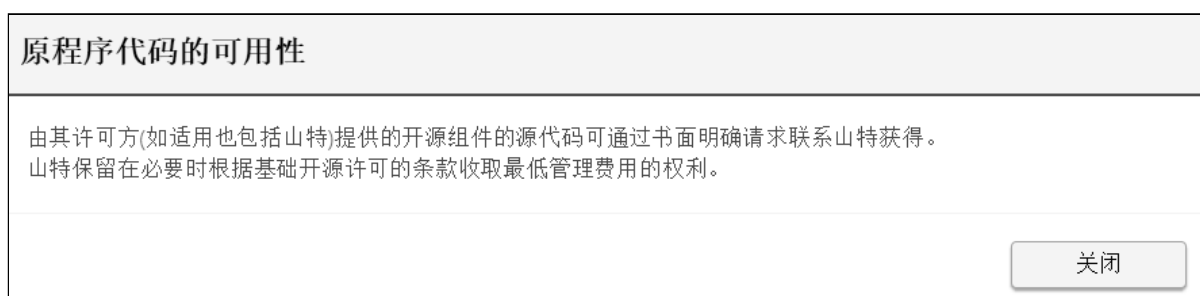 原程序代码的可用性
由其许可方(如适用也包括山特)提供的开源组件的源代码可通过书面明确请求联系山特获得。
山特保留在必要时根据基础开源许可的条款收取最低管理费用的权利。
关闭